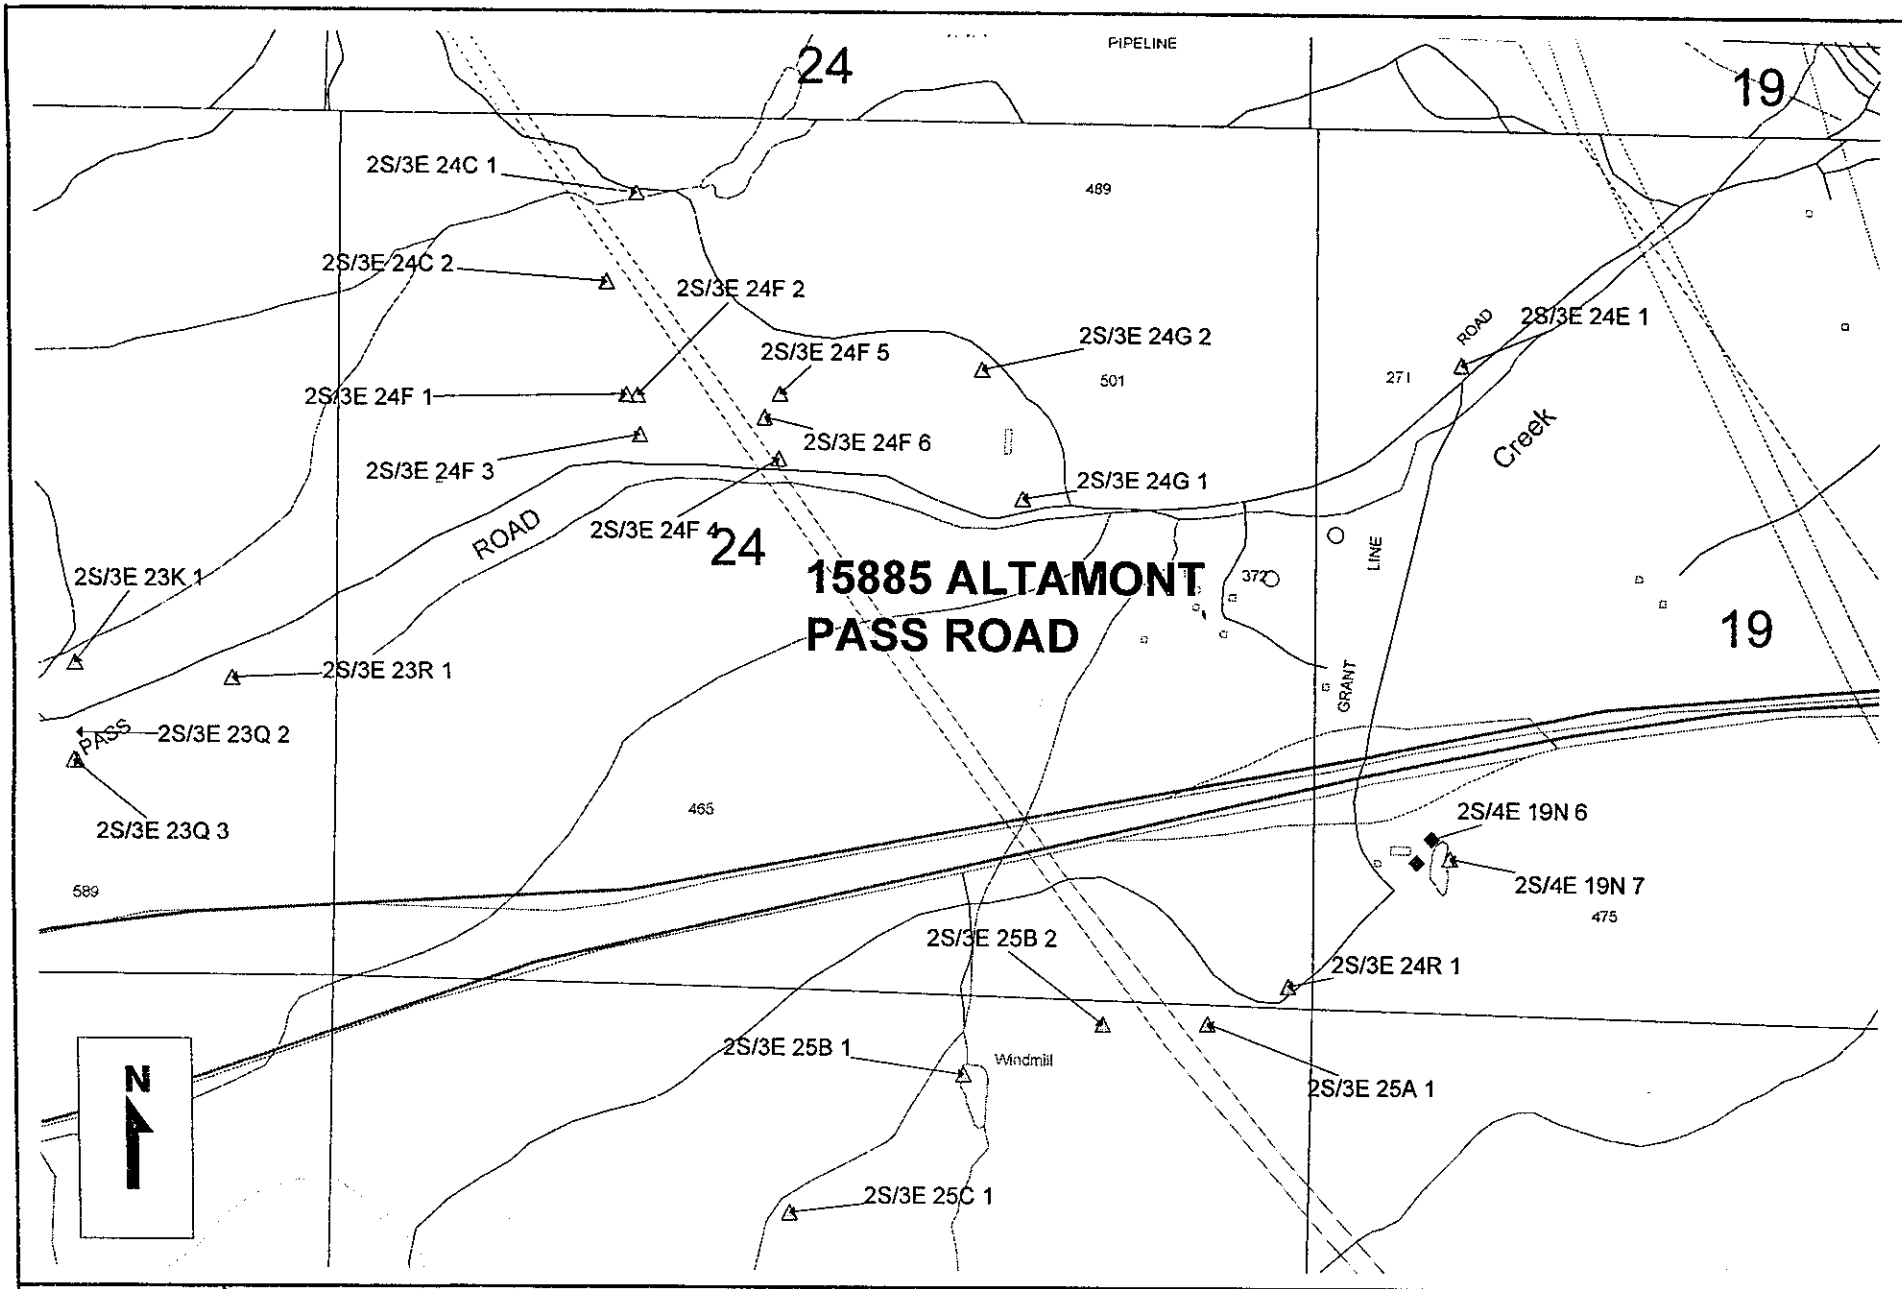 PIPELINE
24
19
2S/3E 24C 1
489
2S/3E 24C 2
2S/3E 24F 2
2S/3E 24E 1
ROAD
2S/3E 24G 2
2S/3E 24F 5
501
271
2S/3E 24F 1
Creek
2S/3E 24F 6
2S/3E 24F 3
2S/3E 24G 1
ROAD
2S/3E 24F 4
24
LINE
15885 ALTAMONT
PASS ROAD
372
2S/3E 23K 1
19
2S/3E 23R 1
GRANT
PASS
2S/3E 23Q 2
465
2S/4E 19N 6
2S/3E 23Q 3
589
2S/4E 19N 7
475
2S/3E 25B 2
2S/3E 24R 1
2S/3E 25B 1
Windmill
N
2S/3E 25A 1
2S/3E 25C 1